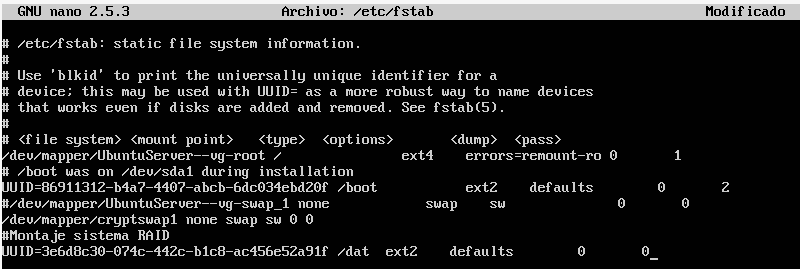 GNU nano 2.5.3 Archivo: /etc/fstab Modificado
# /etc/fstab: static file system information.
#
# Use 'blkid' to print the universally unique identifier for a
# device; this may be used with UUID= as a more robust way to name devices
# that works even if disks are added and removed. See fstab(5).
#
# <file system> <mount point>   <type>  <options>       <dump>  <pass>
/dev/mapper/UbuntuServer--vg-root /               ext4    errors=remount-ro 0       1
# /boot was on /dev/sda1 during installation
UUID=86911312-b4a7-4407-abcb-6dc034ebd20f /boot           ext2    defaults        0       2
#/dev/mapper/UbuntuServer--vg-swap_1 none            swap    sw              0       0
/dev/mapper/cryptswap1 none swap sw 0 0
#Montaje sistema RAID
UUID=3e6d8c30-074c-442c-b1c8-ac456e52a91f /dat  ext2    defaults        0       0_